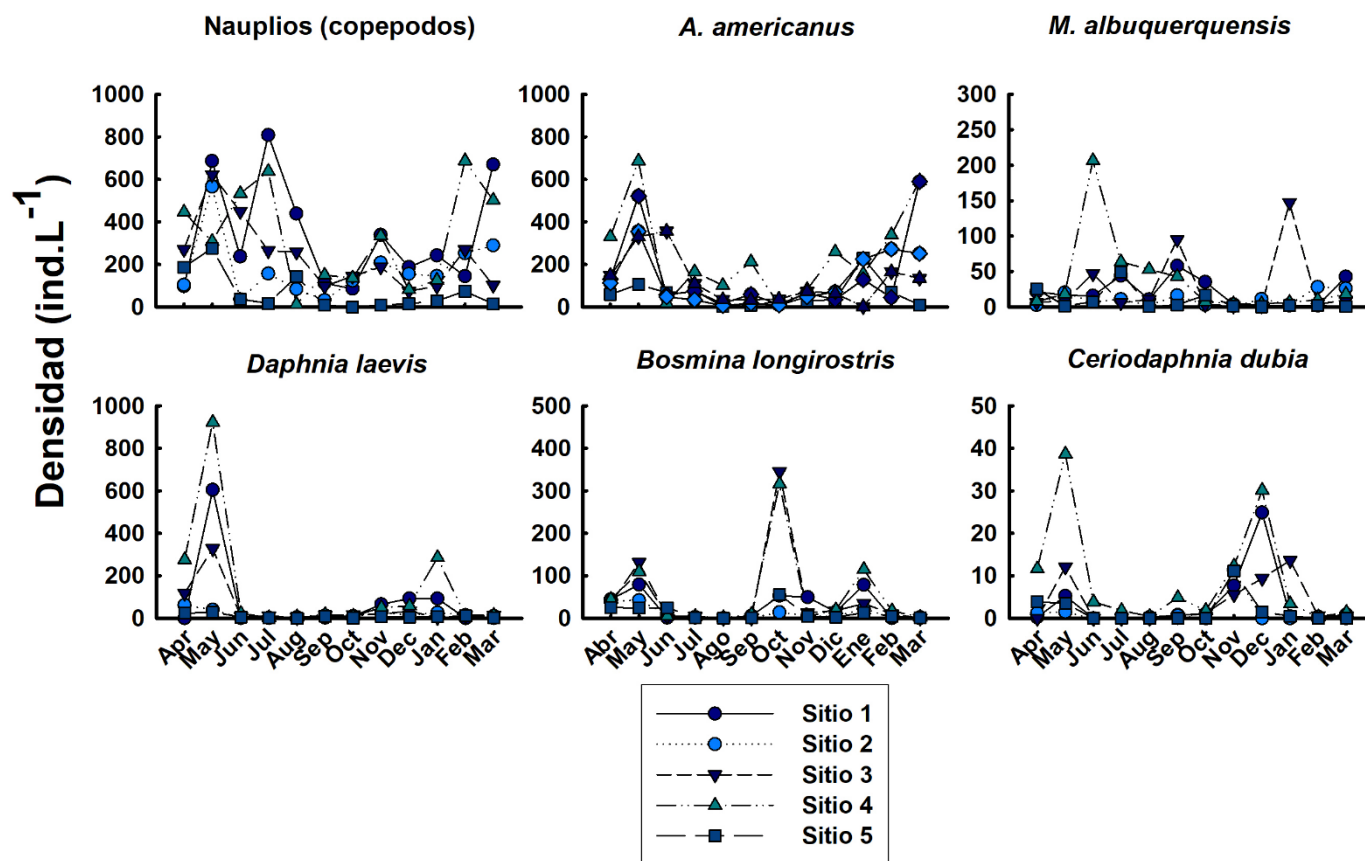 Nauplios (copepodos)
A. americanus
M. albuquerquensis
Densidad (ind.L-1)
1000
800
600
400
200
0
1000
800
600
400
200
0
300
250
200
150
100
50
0
Daphnia laevis
Bosmina longirostris
Ceriodaphnia dubia
1000
800
600
400
200
0
Apr May Jun Jul Aug Sep Oct Nov Dec Jan Feb Mar
500
400
300
200
100
0
Abr May Jun Jul Ago Sep Oct Nov Dic Ene Feb Mar
50
40
30
20
10
0
Apr May Jun Jul Aug Sep Oct Nov Dec Jan Feb Mar
Sitio 1
Sitio 2
Sitio 3
Sitio 4
Sitio 5